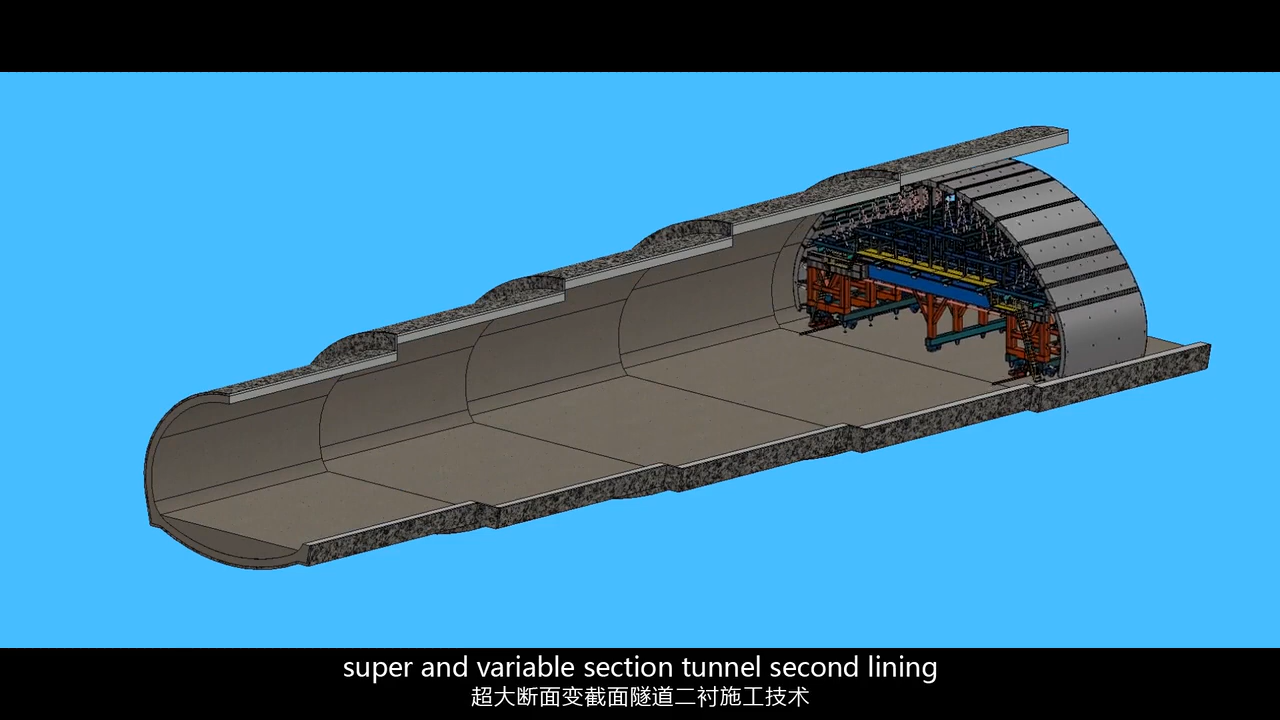 super and variable section tunnel second lining
超大断面变截面隧道二衬施工技术